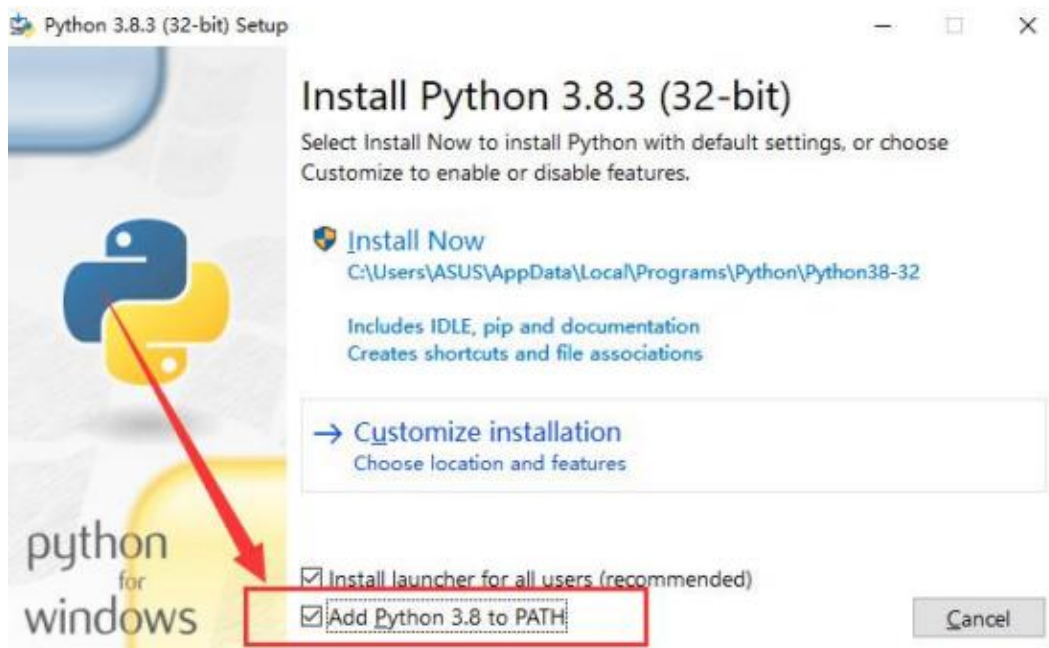 Python 3.8.3 (32-bit) Setup
Install Python 3.8.3 (32-bit)
Select Install Now to install Python with default settings, or choose
Customize to enable or disable features.
Install Now
C:\Users\ASUS\AppData\Local\Programs\Python\Python38-32
Includes IDLE, pip and documentation
Creates shortcuts and file associations
Customize installation
Choose location and features
python
for
windows
Install launcher for all users (recommended)
Add Python 3.8 to PATH
Cancel